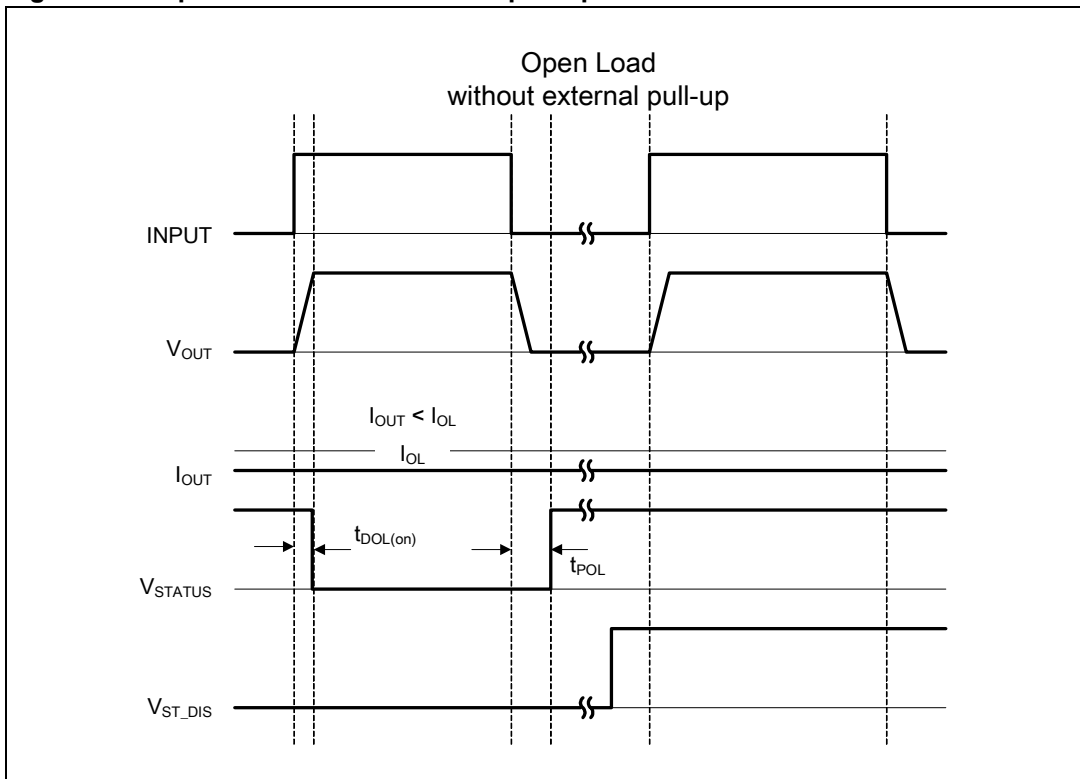 Open Load
without external pull-up
INPUT
VOUT
IOUT < IOL
IOL
IOUT
tDOL(on)
tPOL
VSTATUS
VST_DIS